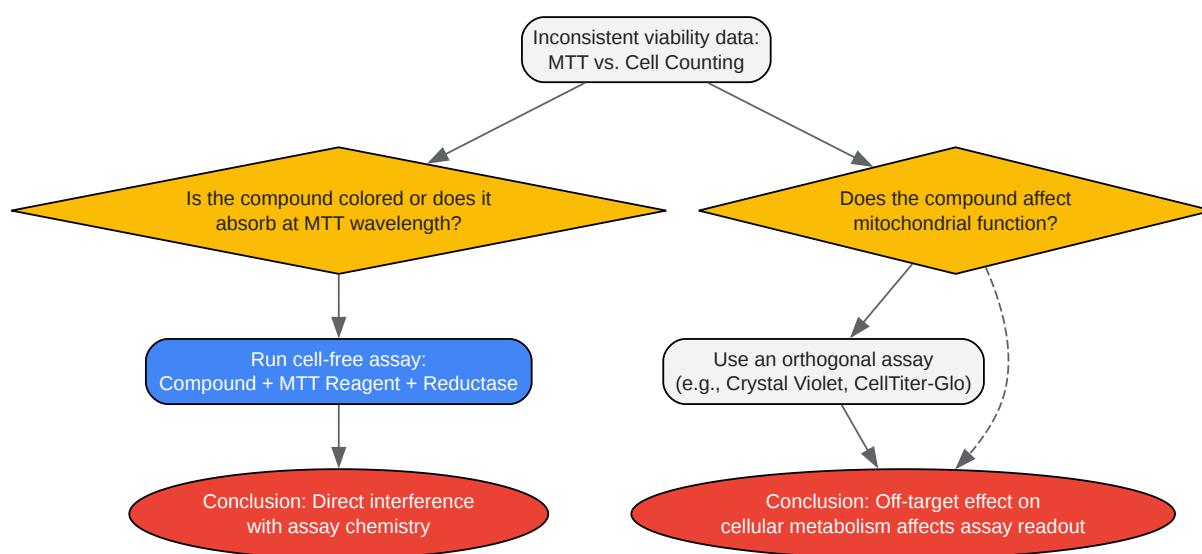 Inconsistent viability data:
MTT vs. Cell Counting
Is the compound colored or does it
absorb at MTT wavelength?
Does the compound affect
mitochondrial function?
Run cell-free assay:
Compound + MTT Reagent + Reductase
Use an orthogonal assay
(e.g., Crystal Violet, CellTiter-Glo)
Conclusion: Direct interference
with assay chemistry
Conclusion: Off-target effect on
cellular metabolism affects assay readout